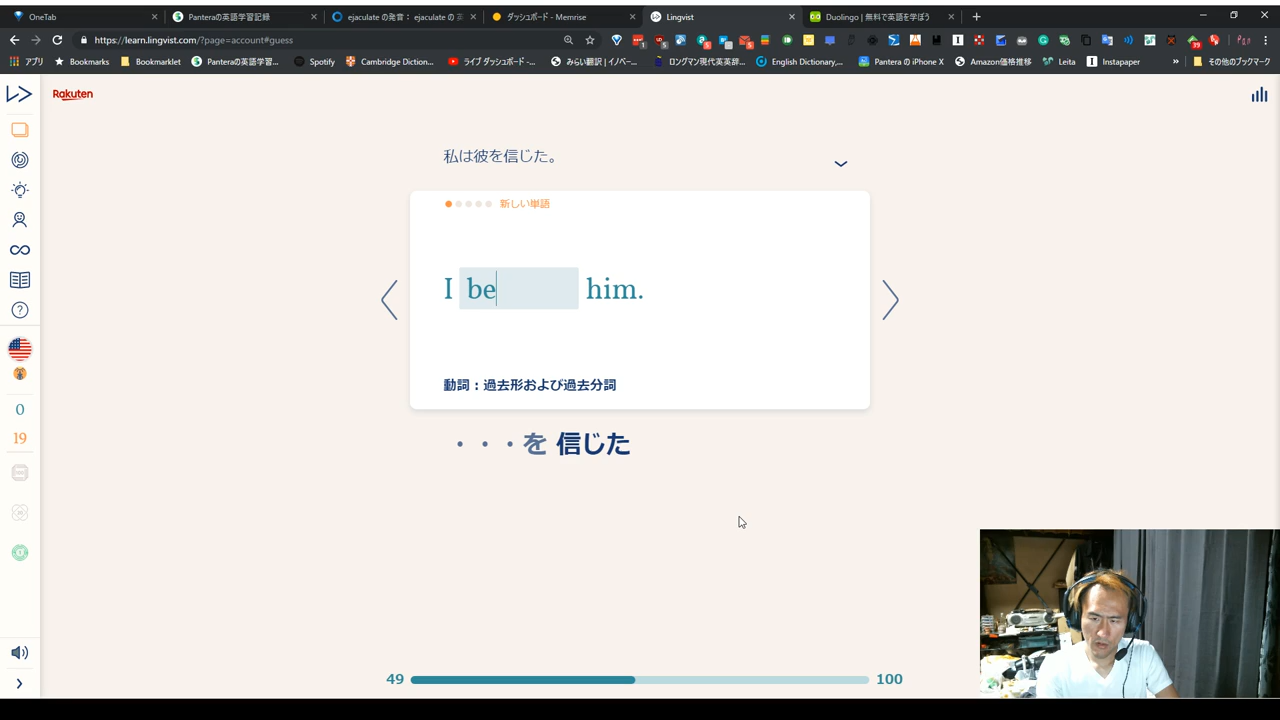 OneTab
Panteraの英語学習記録
ejaculate の発音： ejaculate の 英
ダッシュボード - Memrise
Lingvist
Duolingo | 無料で英語を学ぼう
https://learn.lingvist.com/?page=account#guess
アプリ
Bookmarks
Bookmarklet
Panteraの英語学習...
Spotify
Cambridge Diction...
ライブ ダッシュボード -...
みらい翻訳 | イノベー...
ロングマン現代英英辞...
English Dictionary,...
Pantera の iPhone X
Amazon価格推移
Leita
Instapaper
»
その他のブックマーク
Rakuten
私は彼を信じた。
新しい単語
I be him.
動詞：過去形および過去分詞
・・・を 信じた
0
19
49
100